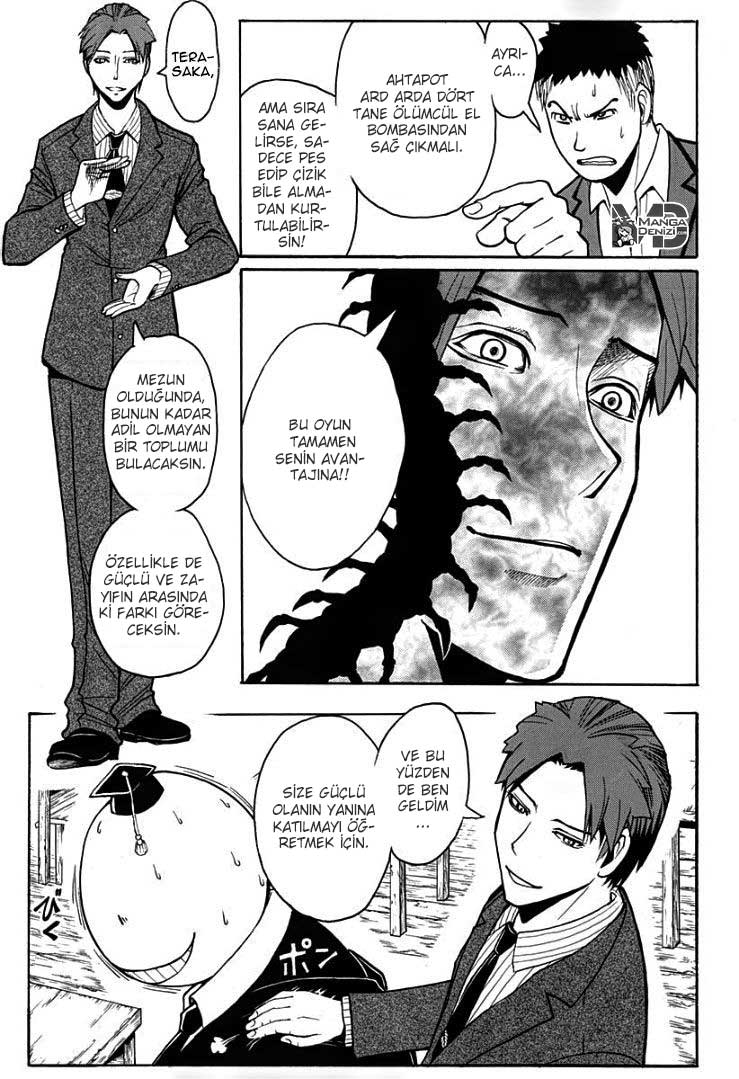 AYRI-
CA...
AHTAPOT
ARD ARDA DÖRT
TANE ÖLÜMCÜL EL
BOMBASINDAN
SAĞ ÇIKMALI.
AMA SIRA
SANA GE-
LİRSE, SA-
DECE PES
EDİP ÇİZİK
BİLE ALMA-
DAN KUR-
TULABİLİR-
SİN!
MANGA
DENİZİ.com
BU OYUN
TAMAMEN
SENİN AVAN-
TAJINA!!
TERA-
SAKA,
MEZUN
OLDUĞUNDA,
BUNUN KADAR
ADİL OLMAYAN
BİR TOPLUMU
BULACAKSIN.
ÖZELLİKLE DE
GÜÇLÜ VE ZA-
YIFIN ARASINDA
Kİ FARKI GÖRE-
CEKSİN.
VE BU
YÜZDEN
DE BEN
GELDİM
...
SİZE GÜÇLÜ
OLANIN YANINA
KATILMAYI ÖĞ-
RETMEK İÇİN.
ポン
びく